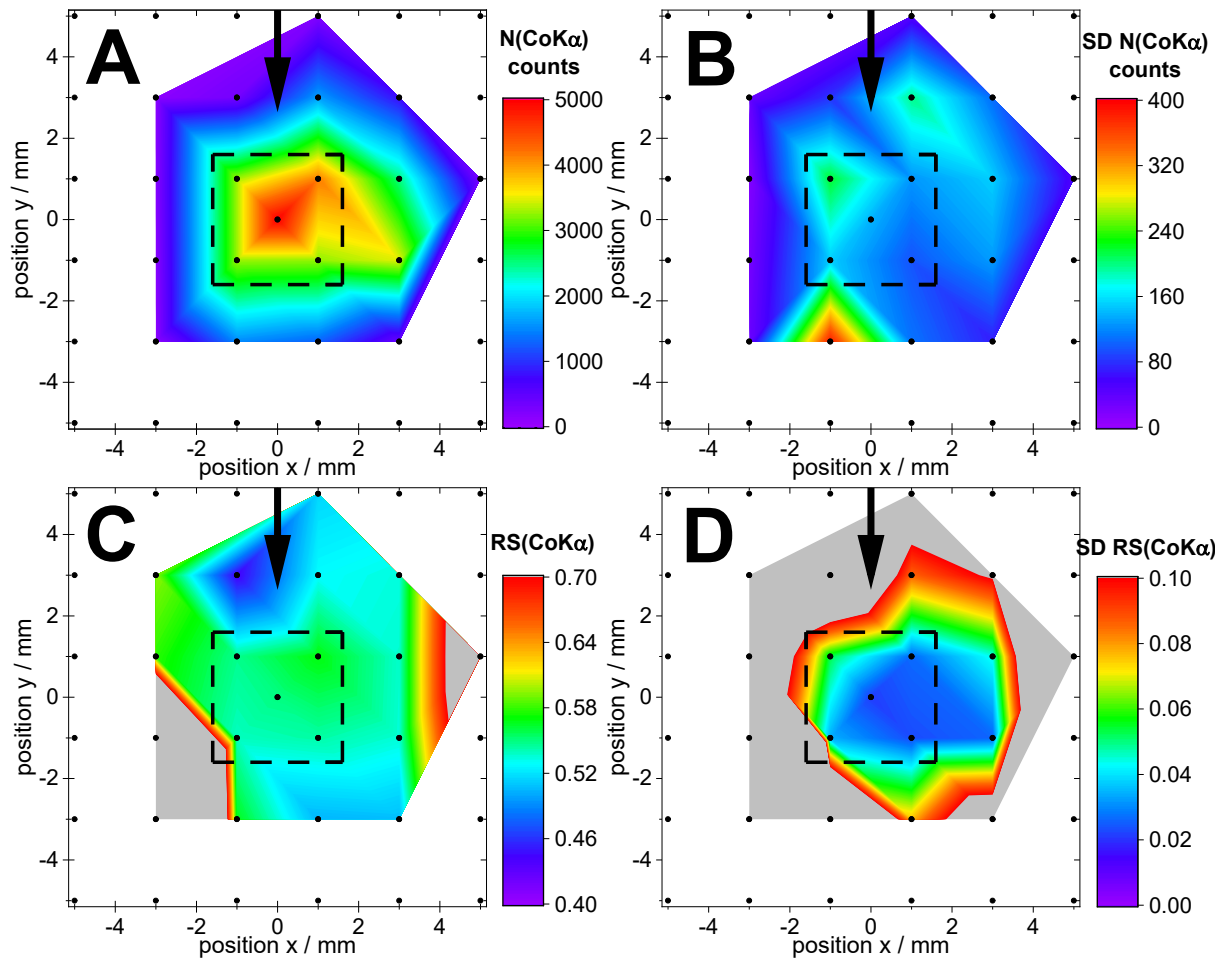 A
N(CoKα)
counts
5000
4000
3000
2000
1000
0
4
2
0
-2
-4
position y / mm
-4 -2 0 2 4
position x / mm
B
SD N(CoKα)
counts
400
320
240
160
80
0
4
2
0
-2
-4
position y / mm
-4 -2 0 2 4
position x / mm
C
RS(CoKα)
0.70
0.64
0.58
0.52
0.46
0.40
4
2
0
-2
-4
position y / mm
-4 -2 0 2 4
position x / mm
D
SD RS(CoKα)
0.10
0.08
0.06
0.04
0.02
0.00
4
2
0
-2
-4
position y / mm
-4 -2 0 2 4
position x / mm